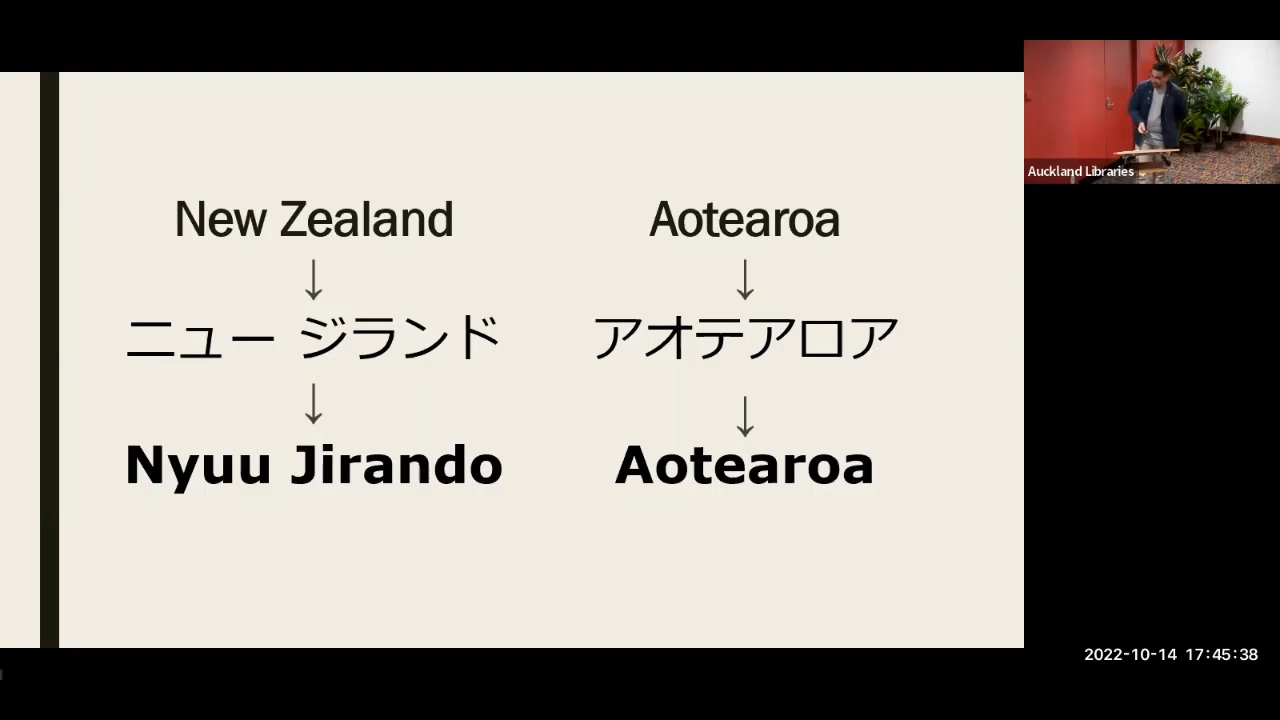 New Zealand
↓
ニュー ジランド
↓
Nyuu Jirando
Aotearoa
↓
アオテアロア
↓
Aotearoa
Auckland Libraries
2022-10-14 17:45:38